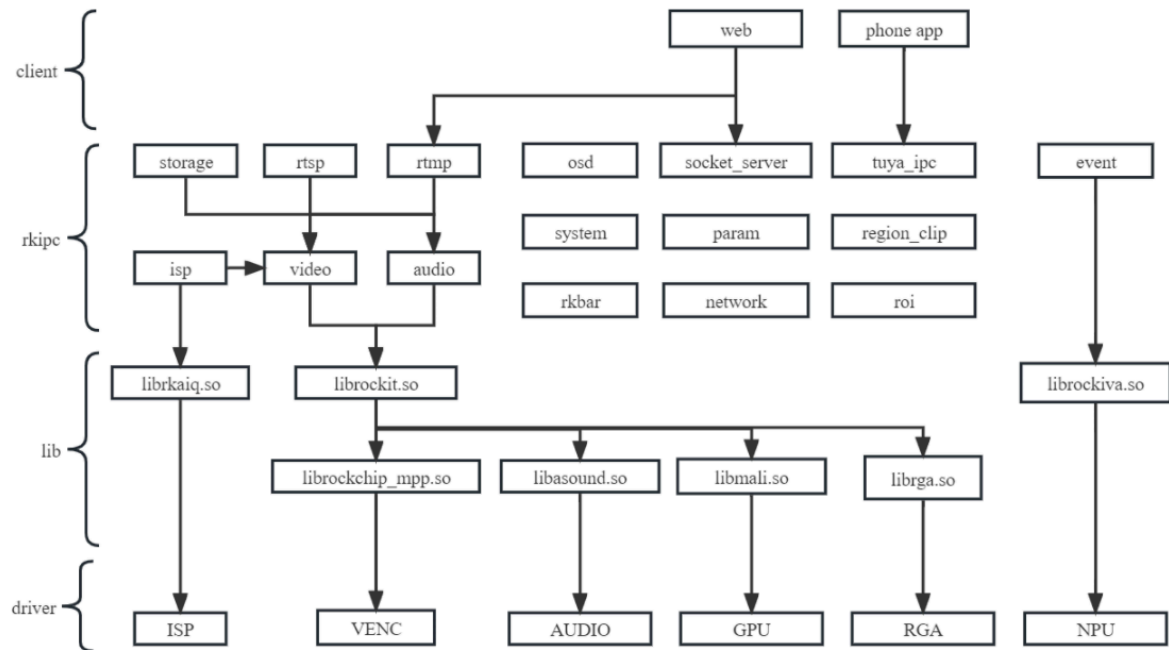 web
phone app
client
storage
rtsp
rtmp
osd
socket_server
tuya_ipc
event
rkipc
system
param
region_clip
isp
video
audio
rkbar
network
roi
librkaiq.so
librockit.so
librockiva.so
lib
librockchip_mpp.so
libasound.so
libmali.so
librga.so
driver
ISP
VENC
AUDIO
GPU
RGA
NPU